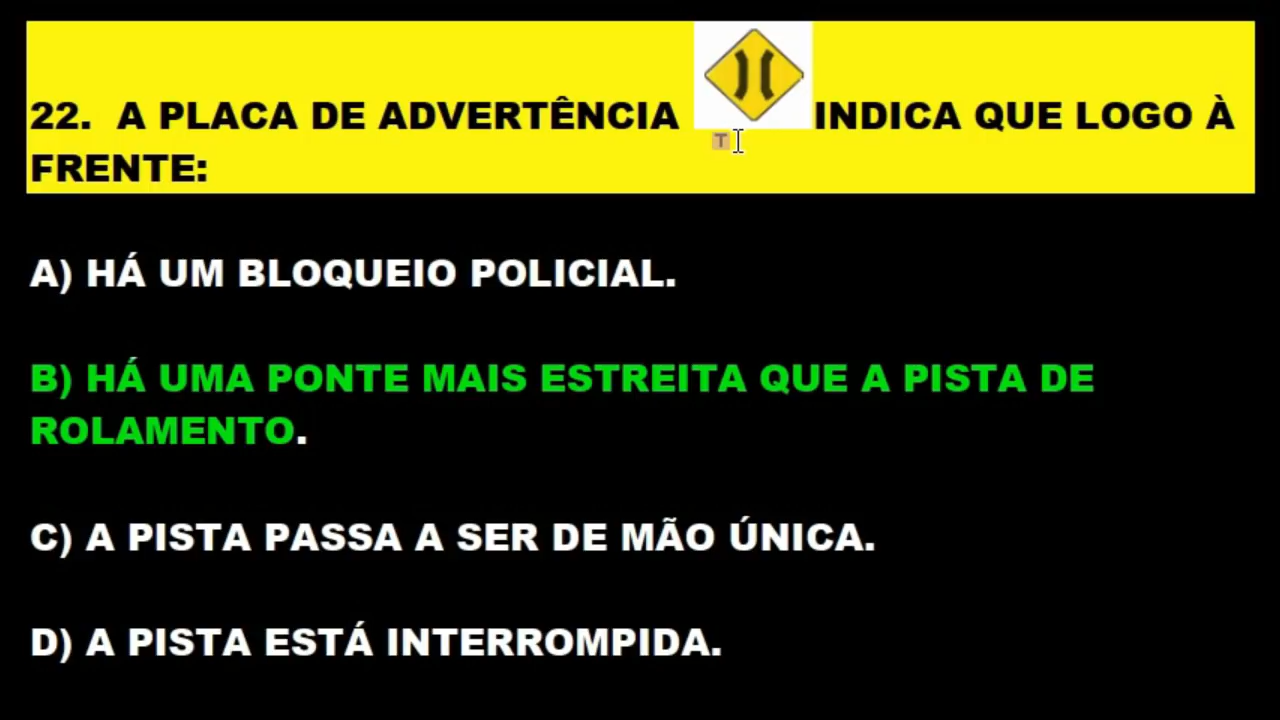 22. A PLACA DE ADVERTÊNCIA INDICA QUE LOGO À
FRENTE:
T
A) HÁ UM BLOQUEIO POLICIAL.
B) HÁ UMA PONTE MAIS ESTREITA QUE A PISTA DE
ROLAMENTO.
C) A PISTA PASSA A SER DE MÃO ÚNICA.
D) A PISTA ESTÁ INTERROMPIDA.